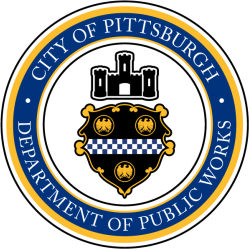 CITY OF PITTSBURGH
DEPARTMENT OF PUBLIC WORKS